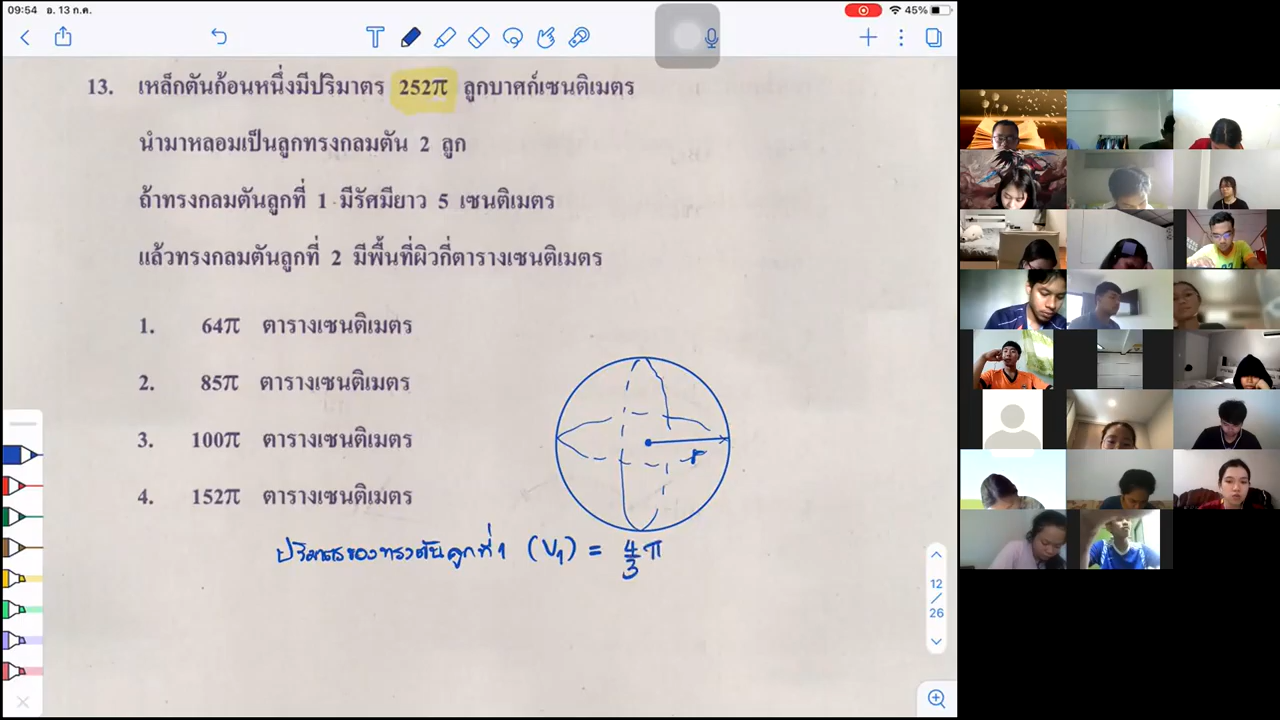 09:54 อ. 13 ก.ค.
45%
13. เหล็กตันก้อนหนึ่งมีปริมาตร 252π ลูกบาศก์เซนติเมตร
นำมาหลอมเป็นลูกทรงกลมตัน 2 ลูก
ถ้าทรงกลมตันลูกที่ 1 มีรัศมียาว 5 เซนติเมตร
แล้วทรงกลมตันลูกที่ 2 มีพื้นที่ผิวกี่ตารางเซนติเมตร
1. 64π ตารางเซนติเมตร
2. 85π ตารางเซนติเมตร
3. 100π ตารางเซนติเมตร
4. 152π ตารางเซนติเมตร
r
ปริมาตรของทรงตันลูกที่ 1 (V₁) = 4/3 π
12
/
26